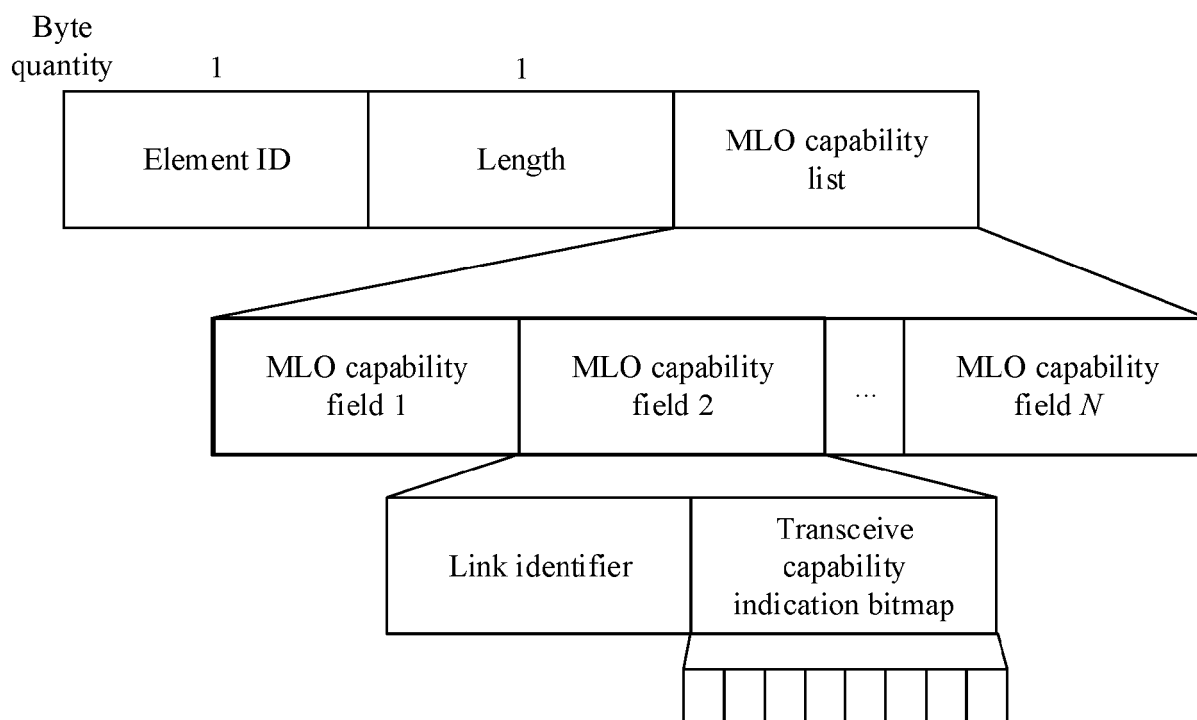 Byte
quantity 1 1
Element ID Length MLO capability
list
MLO capability MLO capability MLO capability
field 1 field 2 ... field N
Link identifier Transceive
capability
indication bitmap